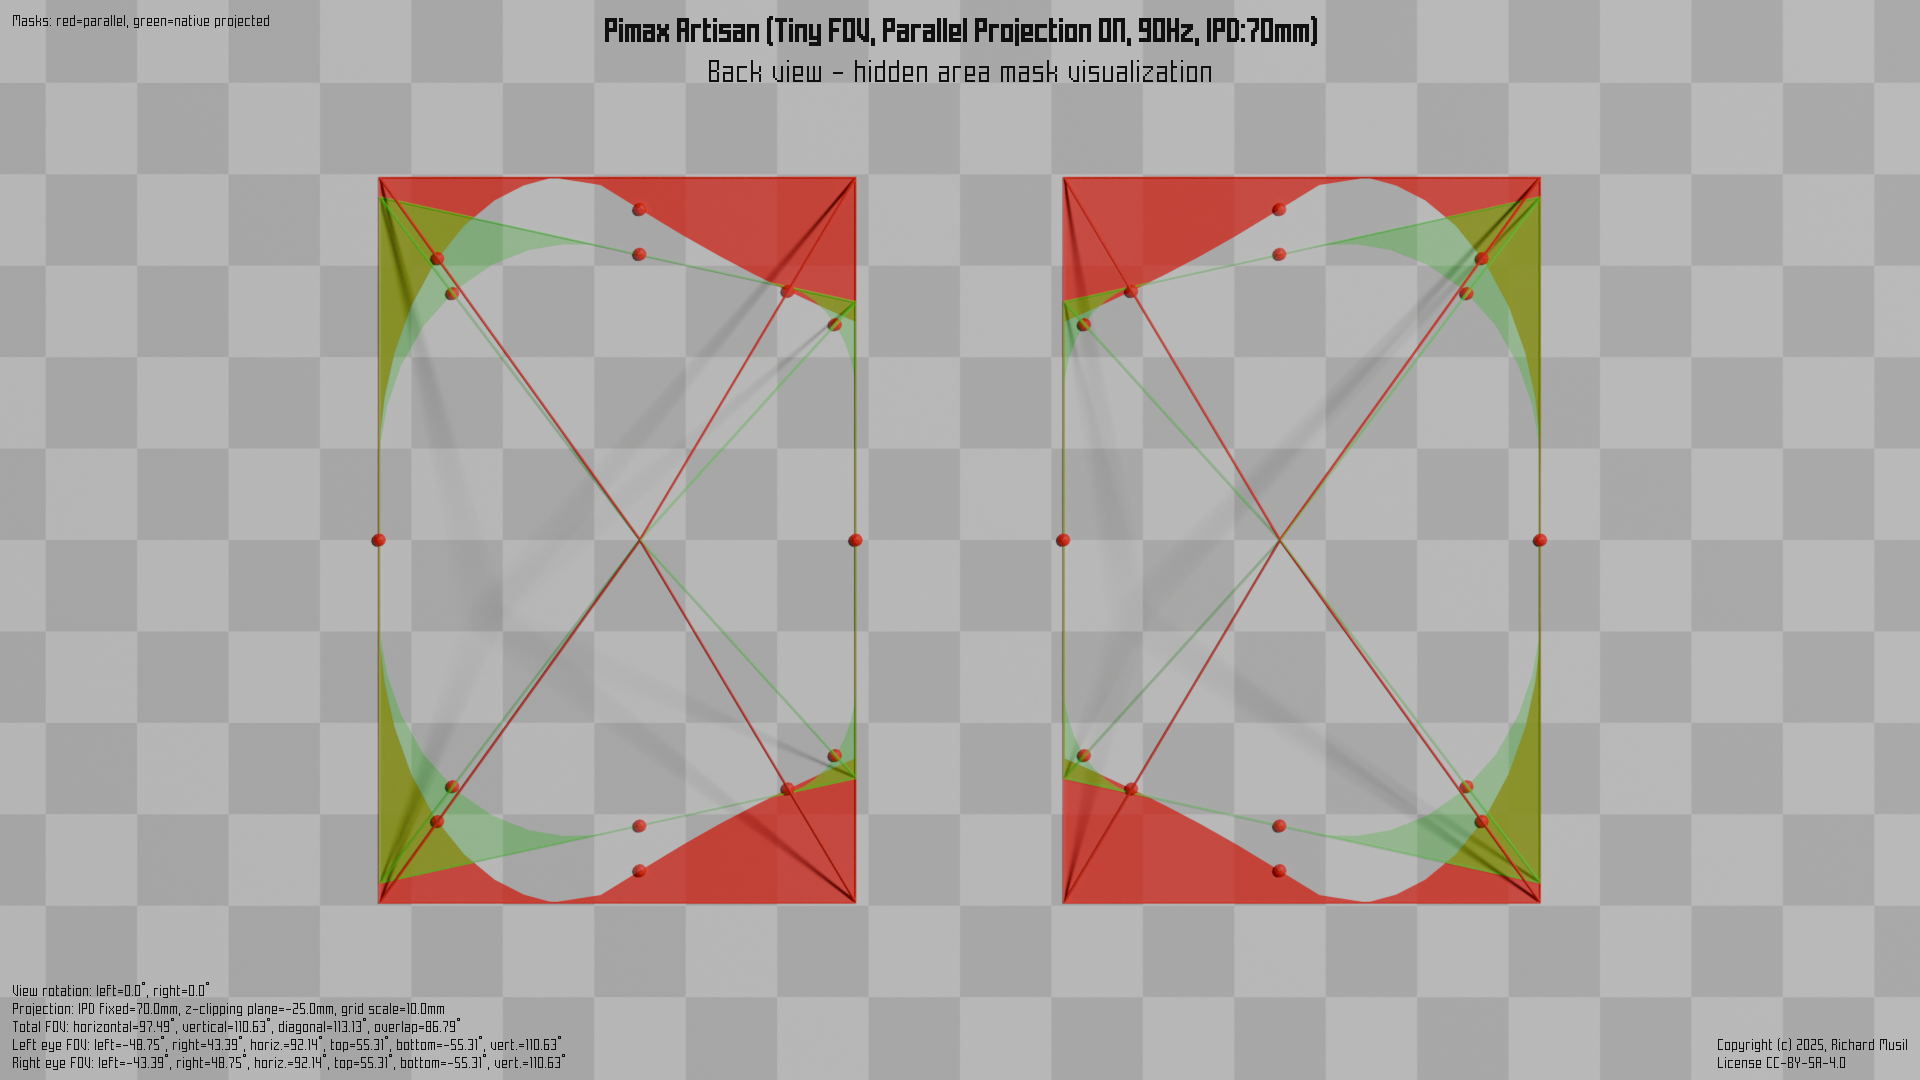 Masks: red=parallel, green=native projected
Pimax Artisan (Tiny FOV, Parallel Projection ON, 90Hz, IPD:70mm)
Back view - hidden area mask visualization
View rotation: left=0.0°, right=0.0°
Projection: IPD fixed=70.0mm, z-clipping plane=-25.0mm, grid scale=10.0mm
Total FOV: horizontal=97.49°, vertical=110.63°, diagonal=113.13°, overlap=86.79°
Left eye FOV: left=-48.75°, right=43.39°, horiz.=92.14°, top=55.31°, bottom=-55.31°, vert.=110.63°
Right eye FOV: left=-43.39°, right=48.75°, horiz.=92.14°, top=55.31°, bottom=-55.31°, vert.=110.63°
Copyright (c) 2025, Richard Musil
License CC-BY-SA-4.0